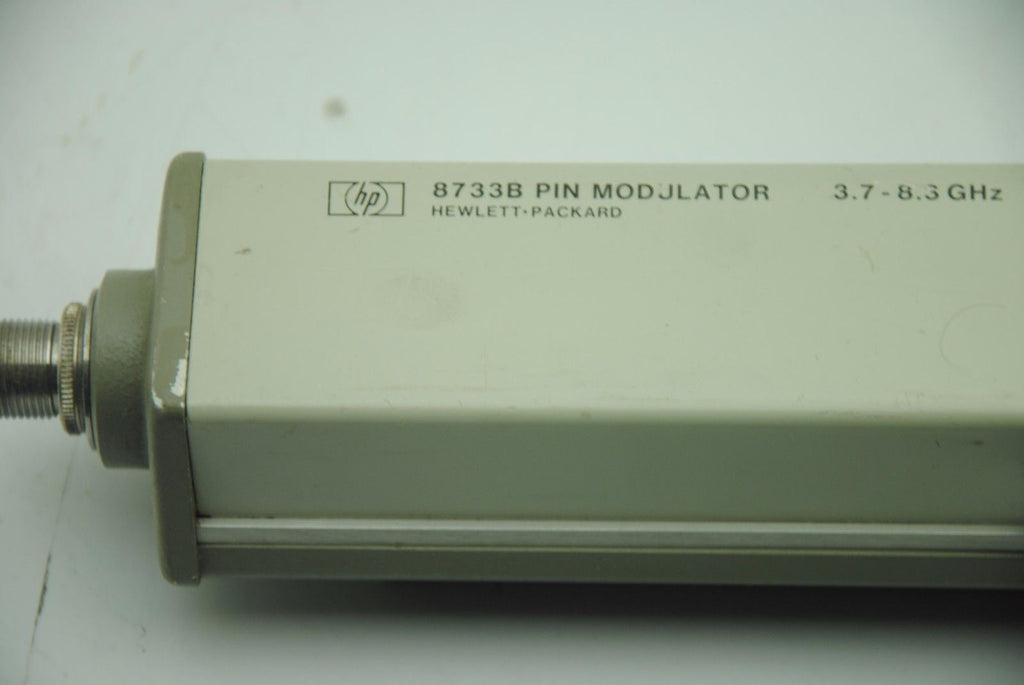 hp 8733B PIN MODULATOR 3.7-8.3 GHz
HEWLETT·PACKARD